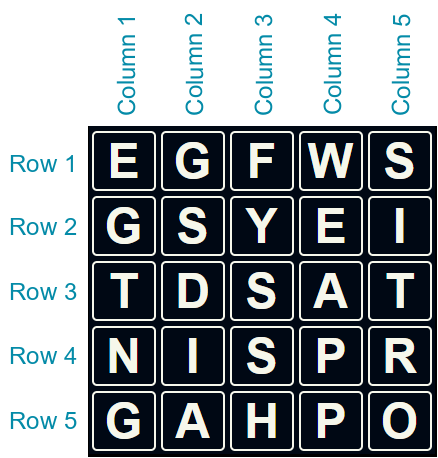 Column 1 Column 2 Column 3 Column 4 Column 5
Row 1 E G F W S
Row 2 G S Y E I
Row 3 T D S A T
Row 4 N I S P R
Row 5 G A H P O